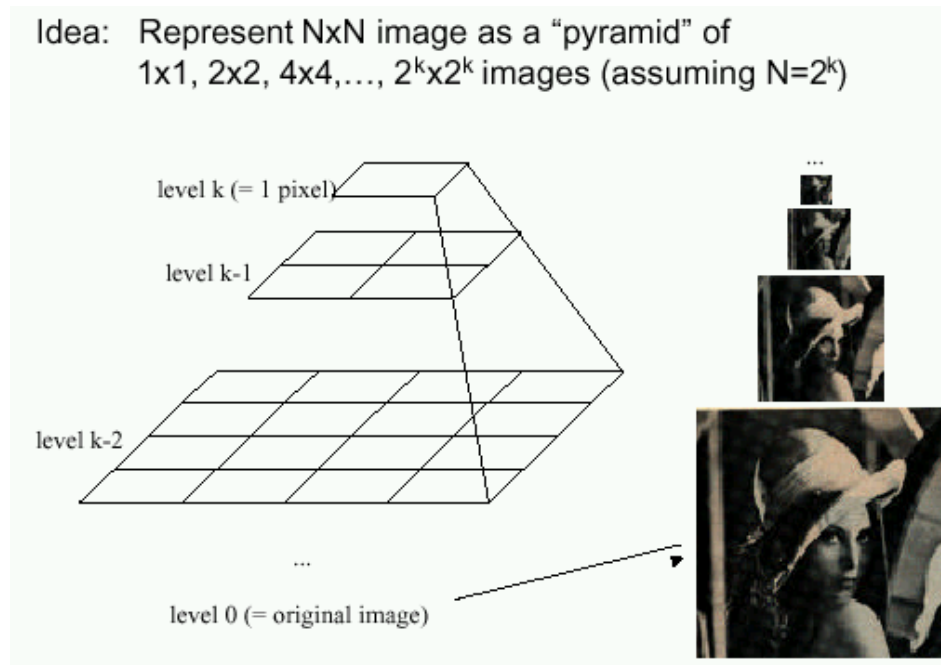 Idea: Represent NxN image as a “pyramid” of
1x1, 2x2, 4x4,..., 2ᵏx2ᵏ images (assuming N=2ᵏ)
...
level k (= 1 pixel)
level k-1
level k-2
...
level 0 (= original image)